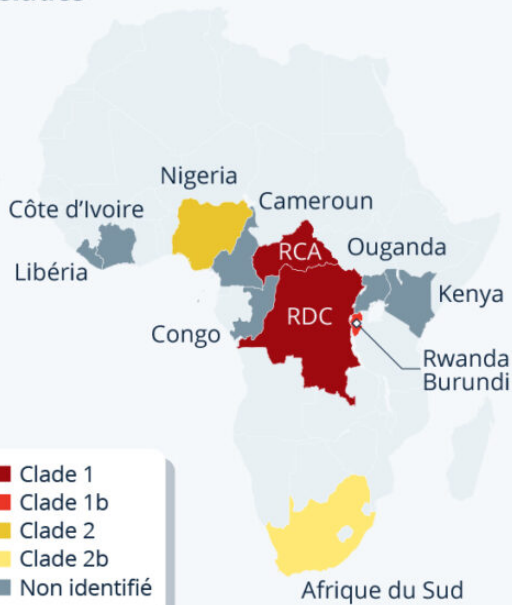 Nigeria
Cameroun
Côte d'Ivoire
RCA
Ouganda
Libéria
Kenya
RDC
Congo
Rwanda
Burundi
Clade 1
Clade 1b
Clade 2
Clade 2b
Non identifié
Afrique du Sud